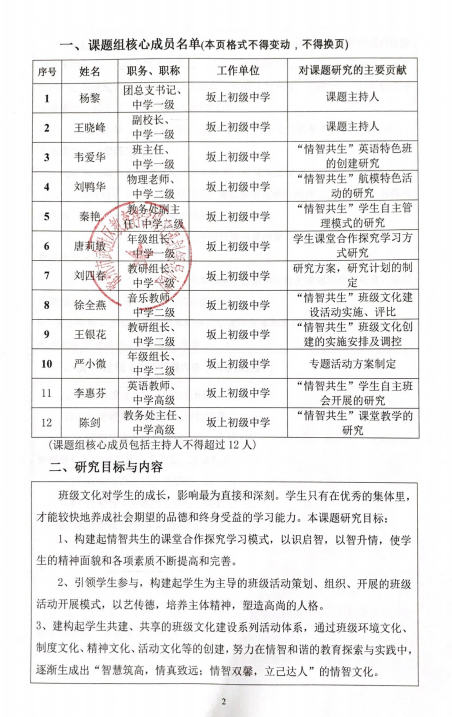 一、课题组核心成员名单(本页格式不得变动，不得换页)
序号 姓名 职务、职称 工作单位 对课题研究的主要贡献
1 杨黎 团总支书记、中学一级 坂上初级中学 课题主持人
2 王晓峰 副校长、中学一级 坂上初级中学 课题主持人
3 韦爱华 班主任、中学一级 坂上初级中学 “情智共生”英语特色班的创建研究
4 刘鸭华 物理老师、中学二级 坂上初级中学 “情智共生”航模特色活动的研究
5 秦艳 教务处副主任、中学二级 坂上初级中学 “情智共生”学生自主管理模式的研究
6 唐莉敏 年级组长、中学一级 坂上初级中学 学生课堂合作探究学习方式研究
7 刘四春 教研组长、中学一级 坂上初级中学 研究方案，研究计划的制定
8 徐全燕 音乐教师、中学二级 坂上初级中学 “情智共生”班级文化建设活动实施、评比
9 王银花 教研组长、中学二级 坂上初级中学 “情智共生”班级文化创建的实施安排及调控
10 严小微 年级组长、中学二级 坂上初级中学 专题活动方案制定
11 李惠芬 英语教师、中学高级 坂上初级中学 “情智共生”学生自主班会开展的研究
12 陈剑 教务处主任、中学高级 坂上初级中学 “情智共生”课堂教学的研究
(课题组核心成员包括主持人不得超过 12 人)
二、研究目标与内容
班级文化对学生的成长，影响最为直接和深刻。学生只有在优秀的集体里，
才能较快地养成社会期望的品德和终身受益的学习能力。本课题研究目标：
1、构建起情智共生的课堂合作探究学习模式，以识启智，以智升情，使学
生的精神面貌和各项素质不断提高和完善。
2、引领学生参与，构建起学生为主导的班级活动策划、组织、开展的班级
活动开展模式，以艺传德，培养主体精神，塑造高尚的人格。
3、建构起学生共建、共享的班级文化建设系列活动体系，通过班级环境文化、
制度文化、精神文化、活动文化等的创建，努力在情智和谐的教育探索与实践中，
逐渐生成出“智慧筑高，情真致远；情智双馨，立己达人”的情智文化。
2